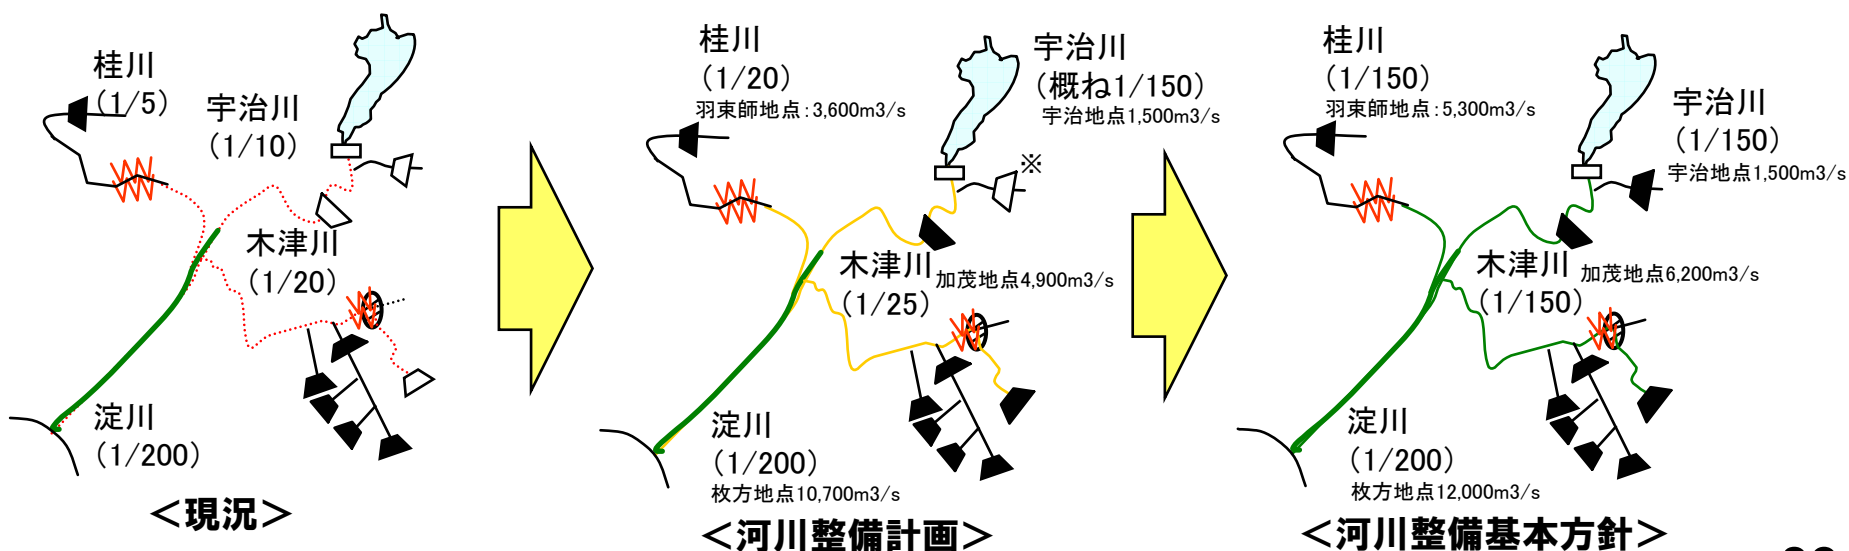 桂川
(1/5)
宇治川
(1/10)
木津川
(1/20)
淀川
(1/200)
＜現況＞
桂川
(1/20)
羽束師地点：3,600m3/s
宇治川
(概ね1/150)
宇治地点1,500m3/s
※
木津川
(1/25)
加茂地点4,900m3/s
淀川
(1/200)
枚方地点10,700m3/s
＜河川整備計画＞
桂川
(1/150)
羽束師地点：5,300m3/s
宇治川
(1/150)
宇治地点1,500m3/s
木津川
(1/150)
加茂地点6,200m3/s
淀川
(1/200)
枚方地点12,000m3/s
＜河川整備基本方針＞